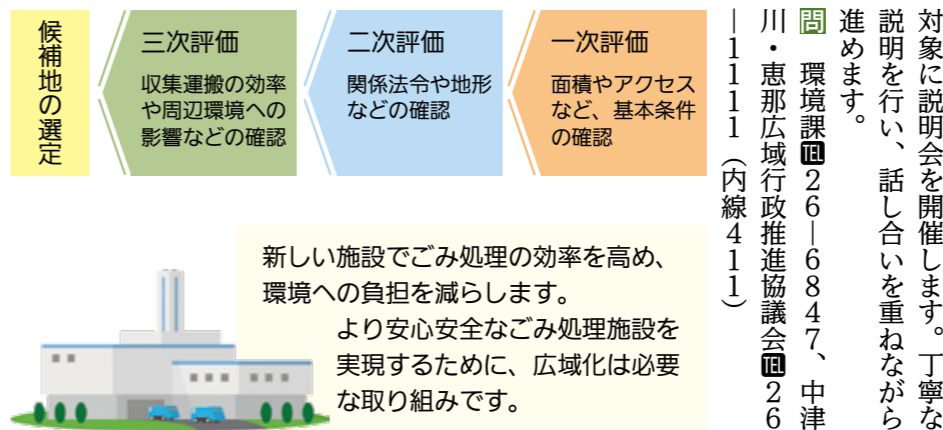 対象に説明会を開催します。丁寧な
説明を行い、話し合いを重ねながら
進めます。
問 環境課TEL26―6847、中津
川・恵那広域行政推進協議会TEL26
―1111（内線411）
一次評価
面積やアクセス
など、基本条件
の確認
二次評価
関係法令や地形
などの確認
三次評価
収集運搬の効率
や周辺環境への
影響などの確認
候補地の選定
新しい施設でごみ処理の効率を高め、
環境への負担を減らします。
より安心安全なごみ処理施設を
実現するために、広域化は必要
な取り組みです。